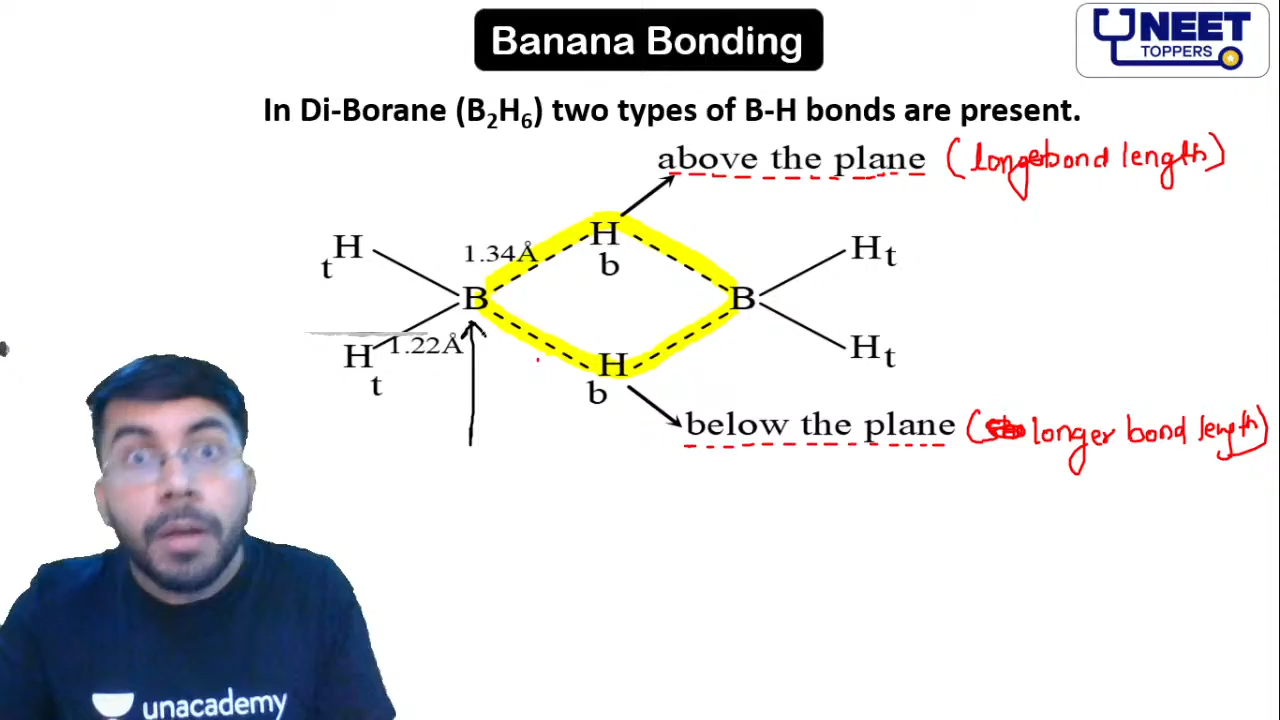 Banana Bonding
NEET
TOPPERS
In Di-Borane (B₂H₆) two types of B-H bonds are present.
above the plane (longer bond length)
H
t
1.34Å
H
b
H t
B
B
H
t
1.22Å
H
b
H t
below the plane ( longer bond length)
unacademy